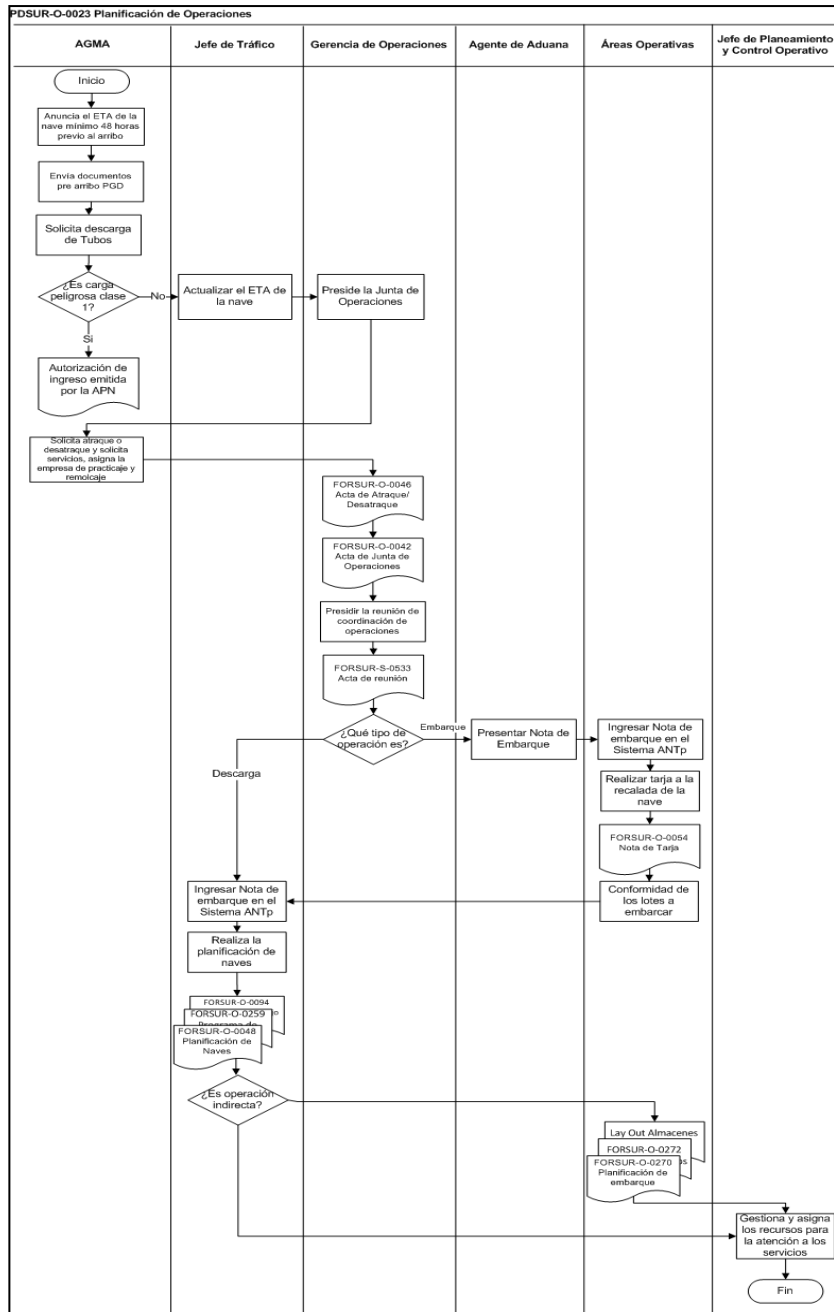 PDSUR-O-0023 Planificación de Operaciones
AGMA
Jefe de Tráfico
Gerencia de Operaciones
Agente de Aduana
Áreas Operativas
Jefe de Planeamiento
y Control Operativo
Inicio
Anuncia el ETA de la
nave mínimo 48 horas
previo al arribo
Envía documentos
pre arribo PGD
Solicita descarga
de Tubos
¿Es carga
peligrosa clase
1?
No
Actualizar el ETA de
la nave
Preside la Junta de
Operaciones
Si
Autorización de
ingreso emitida
por la APN
Solicita atraque o
desatraque y solicita
servicios, asigna la
empresa de practicaje y
remolcaje
FORSUR-O-0046
Acta de Atraque/
Desatraque
FORSUR-O-0042
Acta de Junta de
Operaciones
Presidir la reunión de
coordinación de
operaciones
FORSUR-S-0533
Acta de reunión
¿Qué tipo de
operación es?
Embarque
Presentar Nota de
Embarque
Ingresar Nota de
embarque en el
Sistema ANTp
Descarga
Realizar tarja a la
recalada de la
nave
FORSUR-O-0054
Nota de Tarja
Ingresar Nota de
embarque en el
Sistema ANTp
Conformidad de
los lotes a
embarcar
Realiza la
planificación de
naves
FORSUR-O-0094
FORSUR-O-0259
Programa de
FORSUR-O-0048
Planificación de
Naves
¿Es operación
indirecta?
Lay Out Almacenes
FORSUR-O-0272
FORSUR-O-0270
Planificación de
embarque
Gestiona y asigna
los recursos para
la atención a los
servicios
Fin